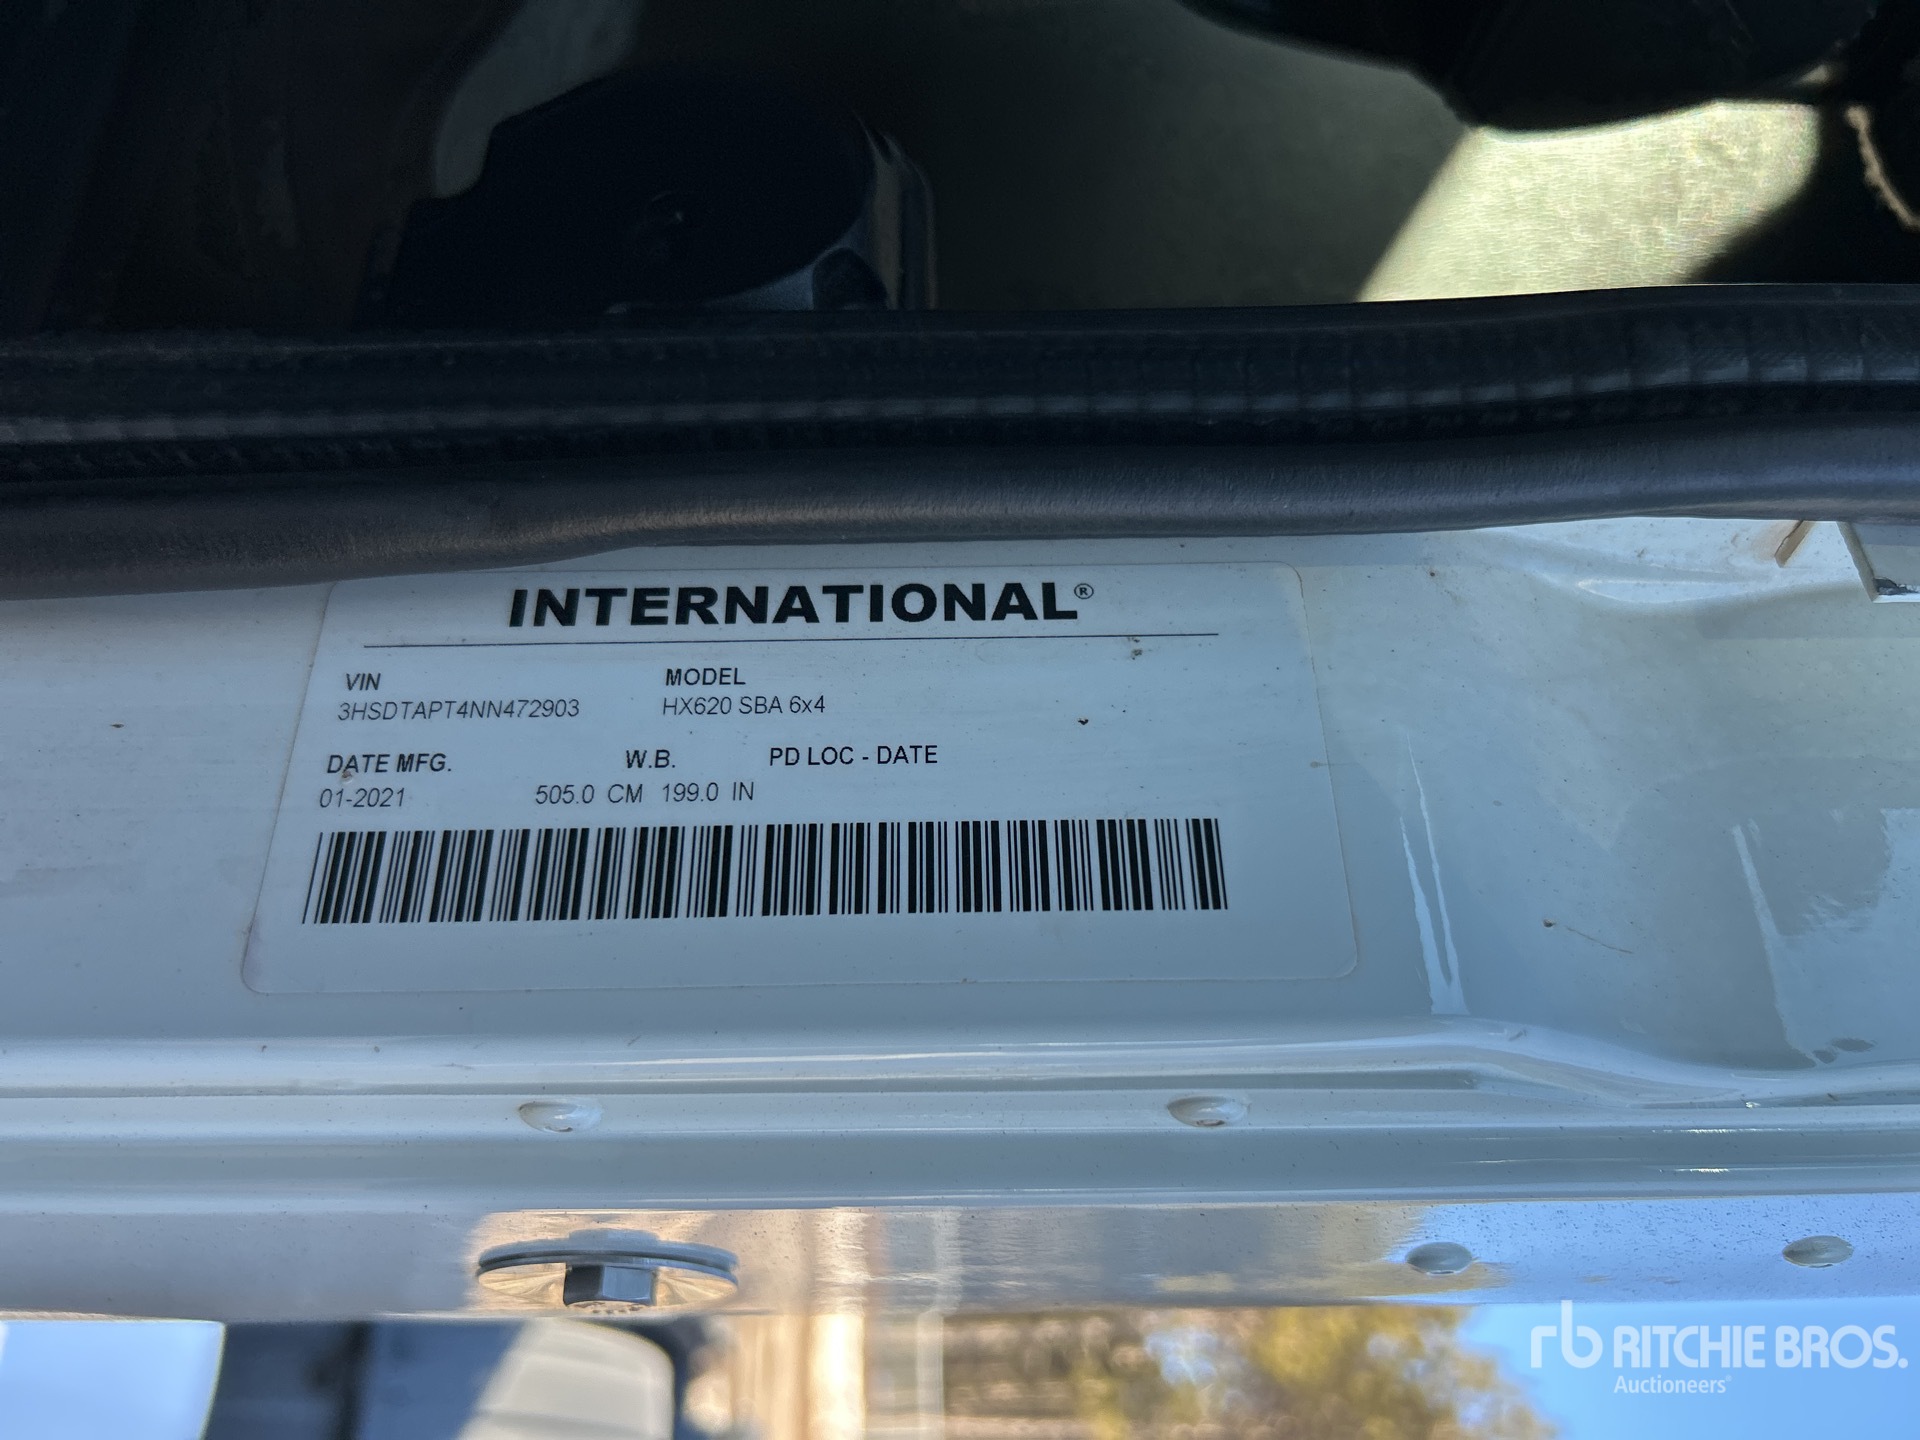 INTERNATIONAL®
VIN MODEL
3HSDTAPT4NN472903 HX620 SBA 6x4
DATE MFG. W.B. PD LOC - DATE
01-2021 505.0 CM 199.0 IN
rb RITCHIE BROS.
Auctioneers